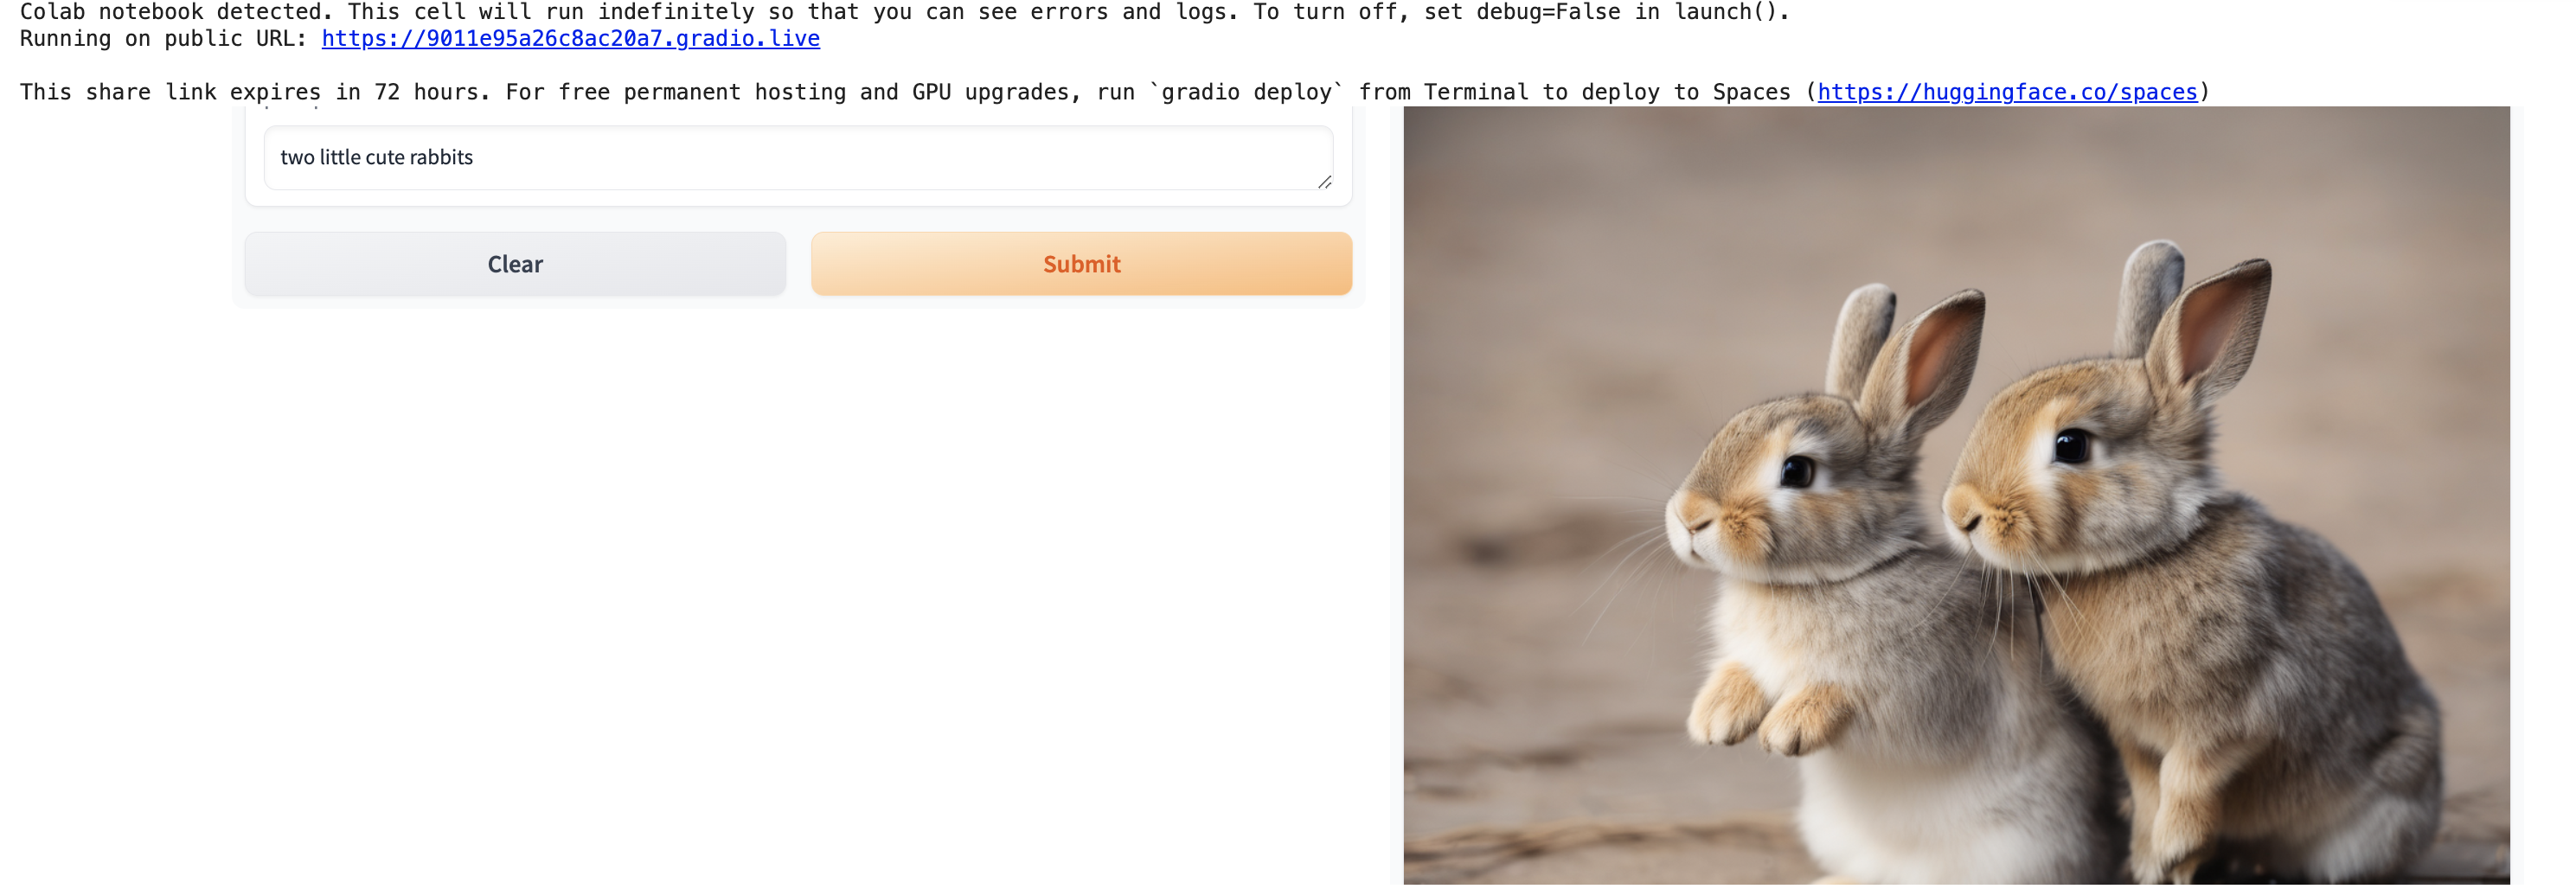 Colab notebook detected. This cell will run indefinitely so that you can see errors and logs. To turn off, set debug=False in launch().
Running on public URL: https://9011e95a26c8ac20a7.gradio.live
This share link expires in 72 hours. For free permanent hosting and GPU upgrades, run `gradio deploy` from Terminal to deploy to Spaces (https://huggingface.co/spaces)
two little cute rabbits
Clear
Submit